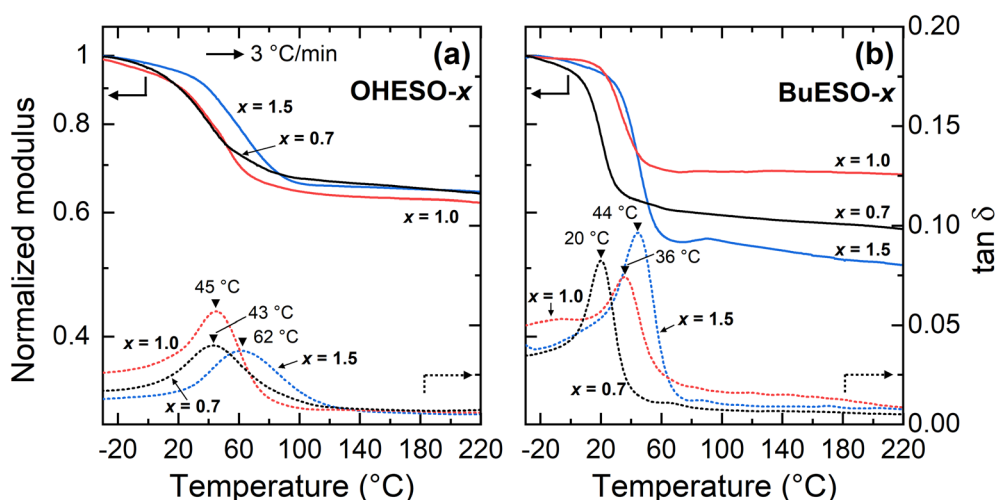 (a)
3 °C/min
OHESO-x
x = 1.5
x = 0.7
x = 1.0
45 °C
43 °C
62 °C
x = 1.0
x = 1.5
x = 0.7
1
0.8
0.6
0.4
Normalized modulus
-20 20 60 100 140 180 220
Temperature (°C)
(b)
BuESO-x
x = 1.0
x = 0.7
x = 1.5
44 °C
20 °C
36 °C
x = 1.0
x = 1.5
x = 0.7
0.20
0.15
0.10
0.05
0.00
tan δ
-20 20 60 100 140 180 220
Temperature (°C)